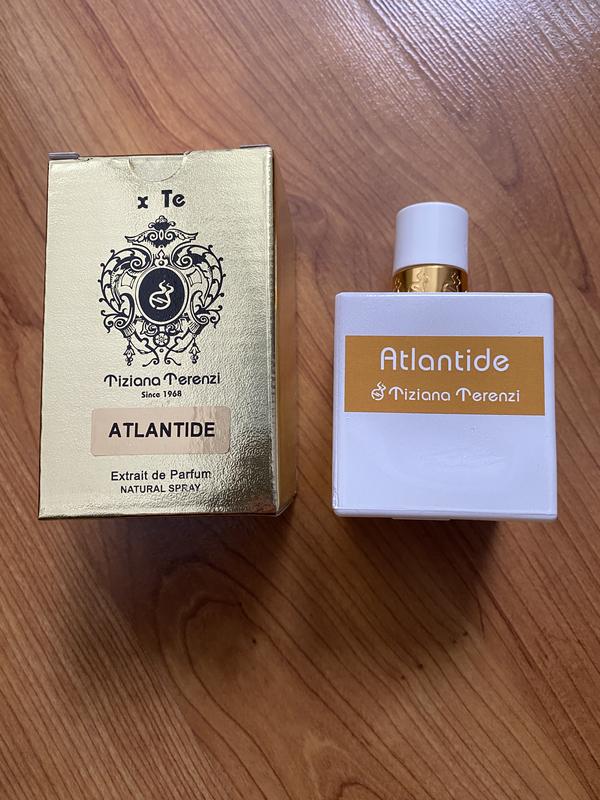 x Te
Tiziana Terenzi
Since 1968
ATLANTIDE
Extrait de Parfum
NATURAL SPRAY
Atlantide
Tiziana Terenzi